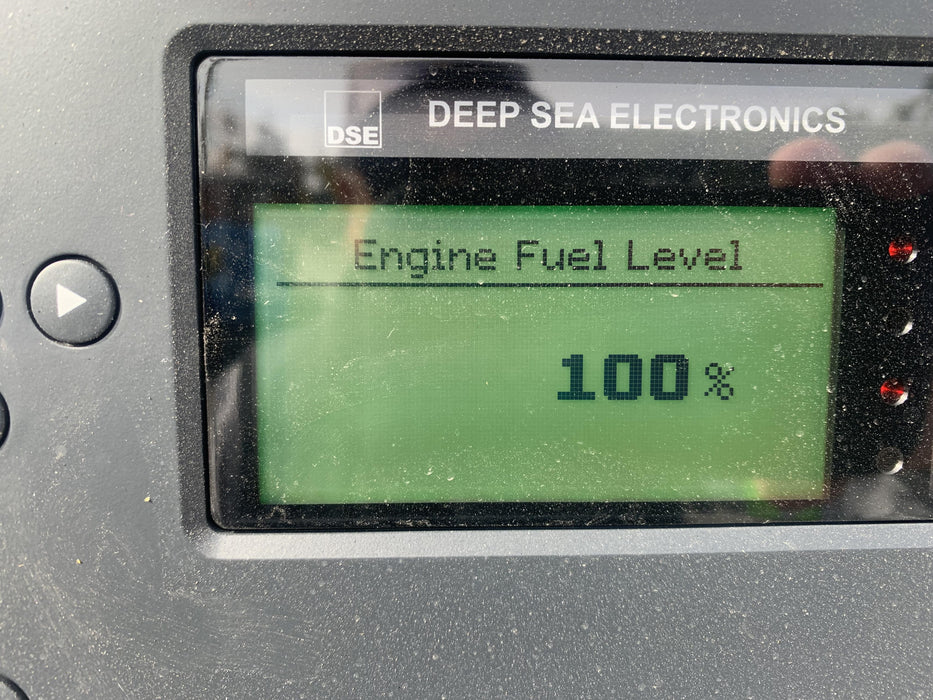 DSE
DEEP SEA ELECTRONICS
Engine Fuel Level
100 %